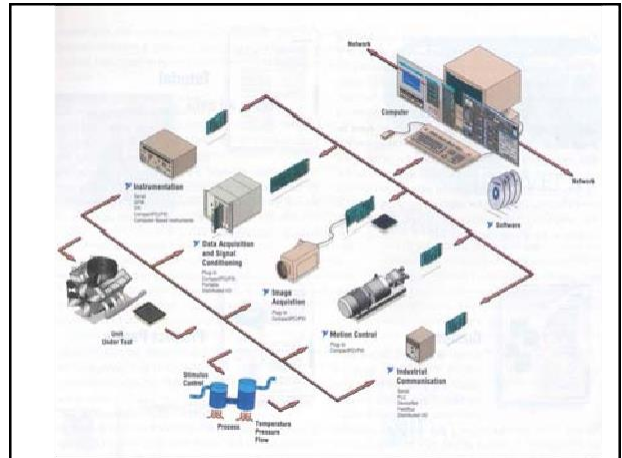 Network
Computer
Network
Software
Instrumentation
Serial
GPIB
VXI
CompactPCI/PXI
Computer Based Instruments
Data Acquisition
and Signal
Conditioning
Plug-in
CompactPCI/PXI
Portable
Distributed I/O
Image
Acquistion
Plug-in
CompactPCI/PXI
Motion Control
Plug-in
CompactPCI/PXI
Industrial
Communication
Serial
PLC
DeviceNet
Fieldbus
Distributed I/O
Unit
Under Test
Stimulus
Control
Process
Temperature
Pressure
Flow